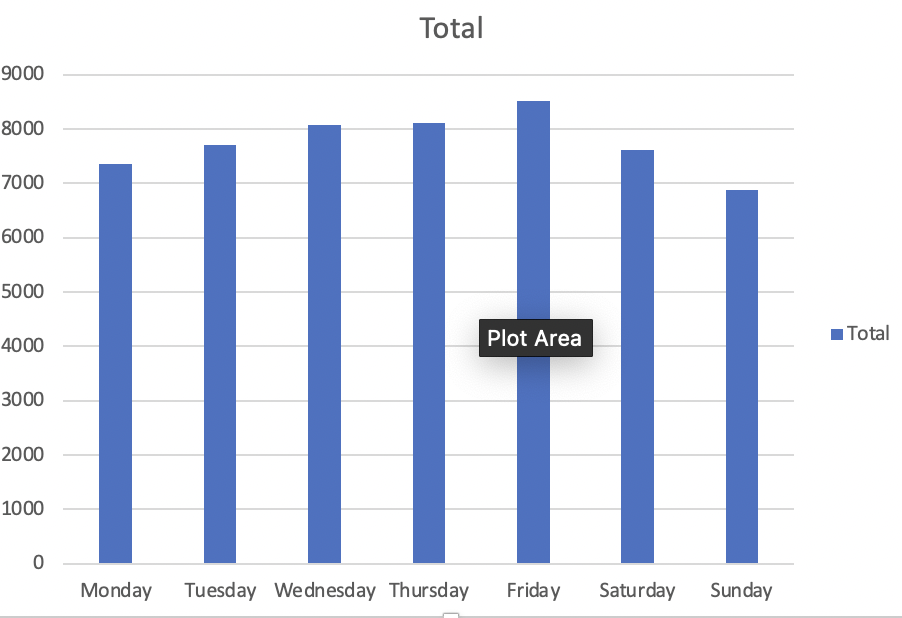 Total
9000
8000
7000
6000
5000
4000
3000
2000
1000
0
Plot Area
Total
Monday Tuesday Wednesday Thursday Friday Saturday Sunday